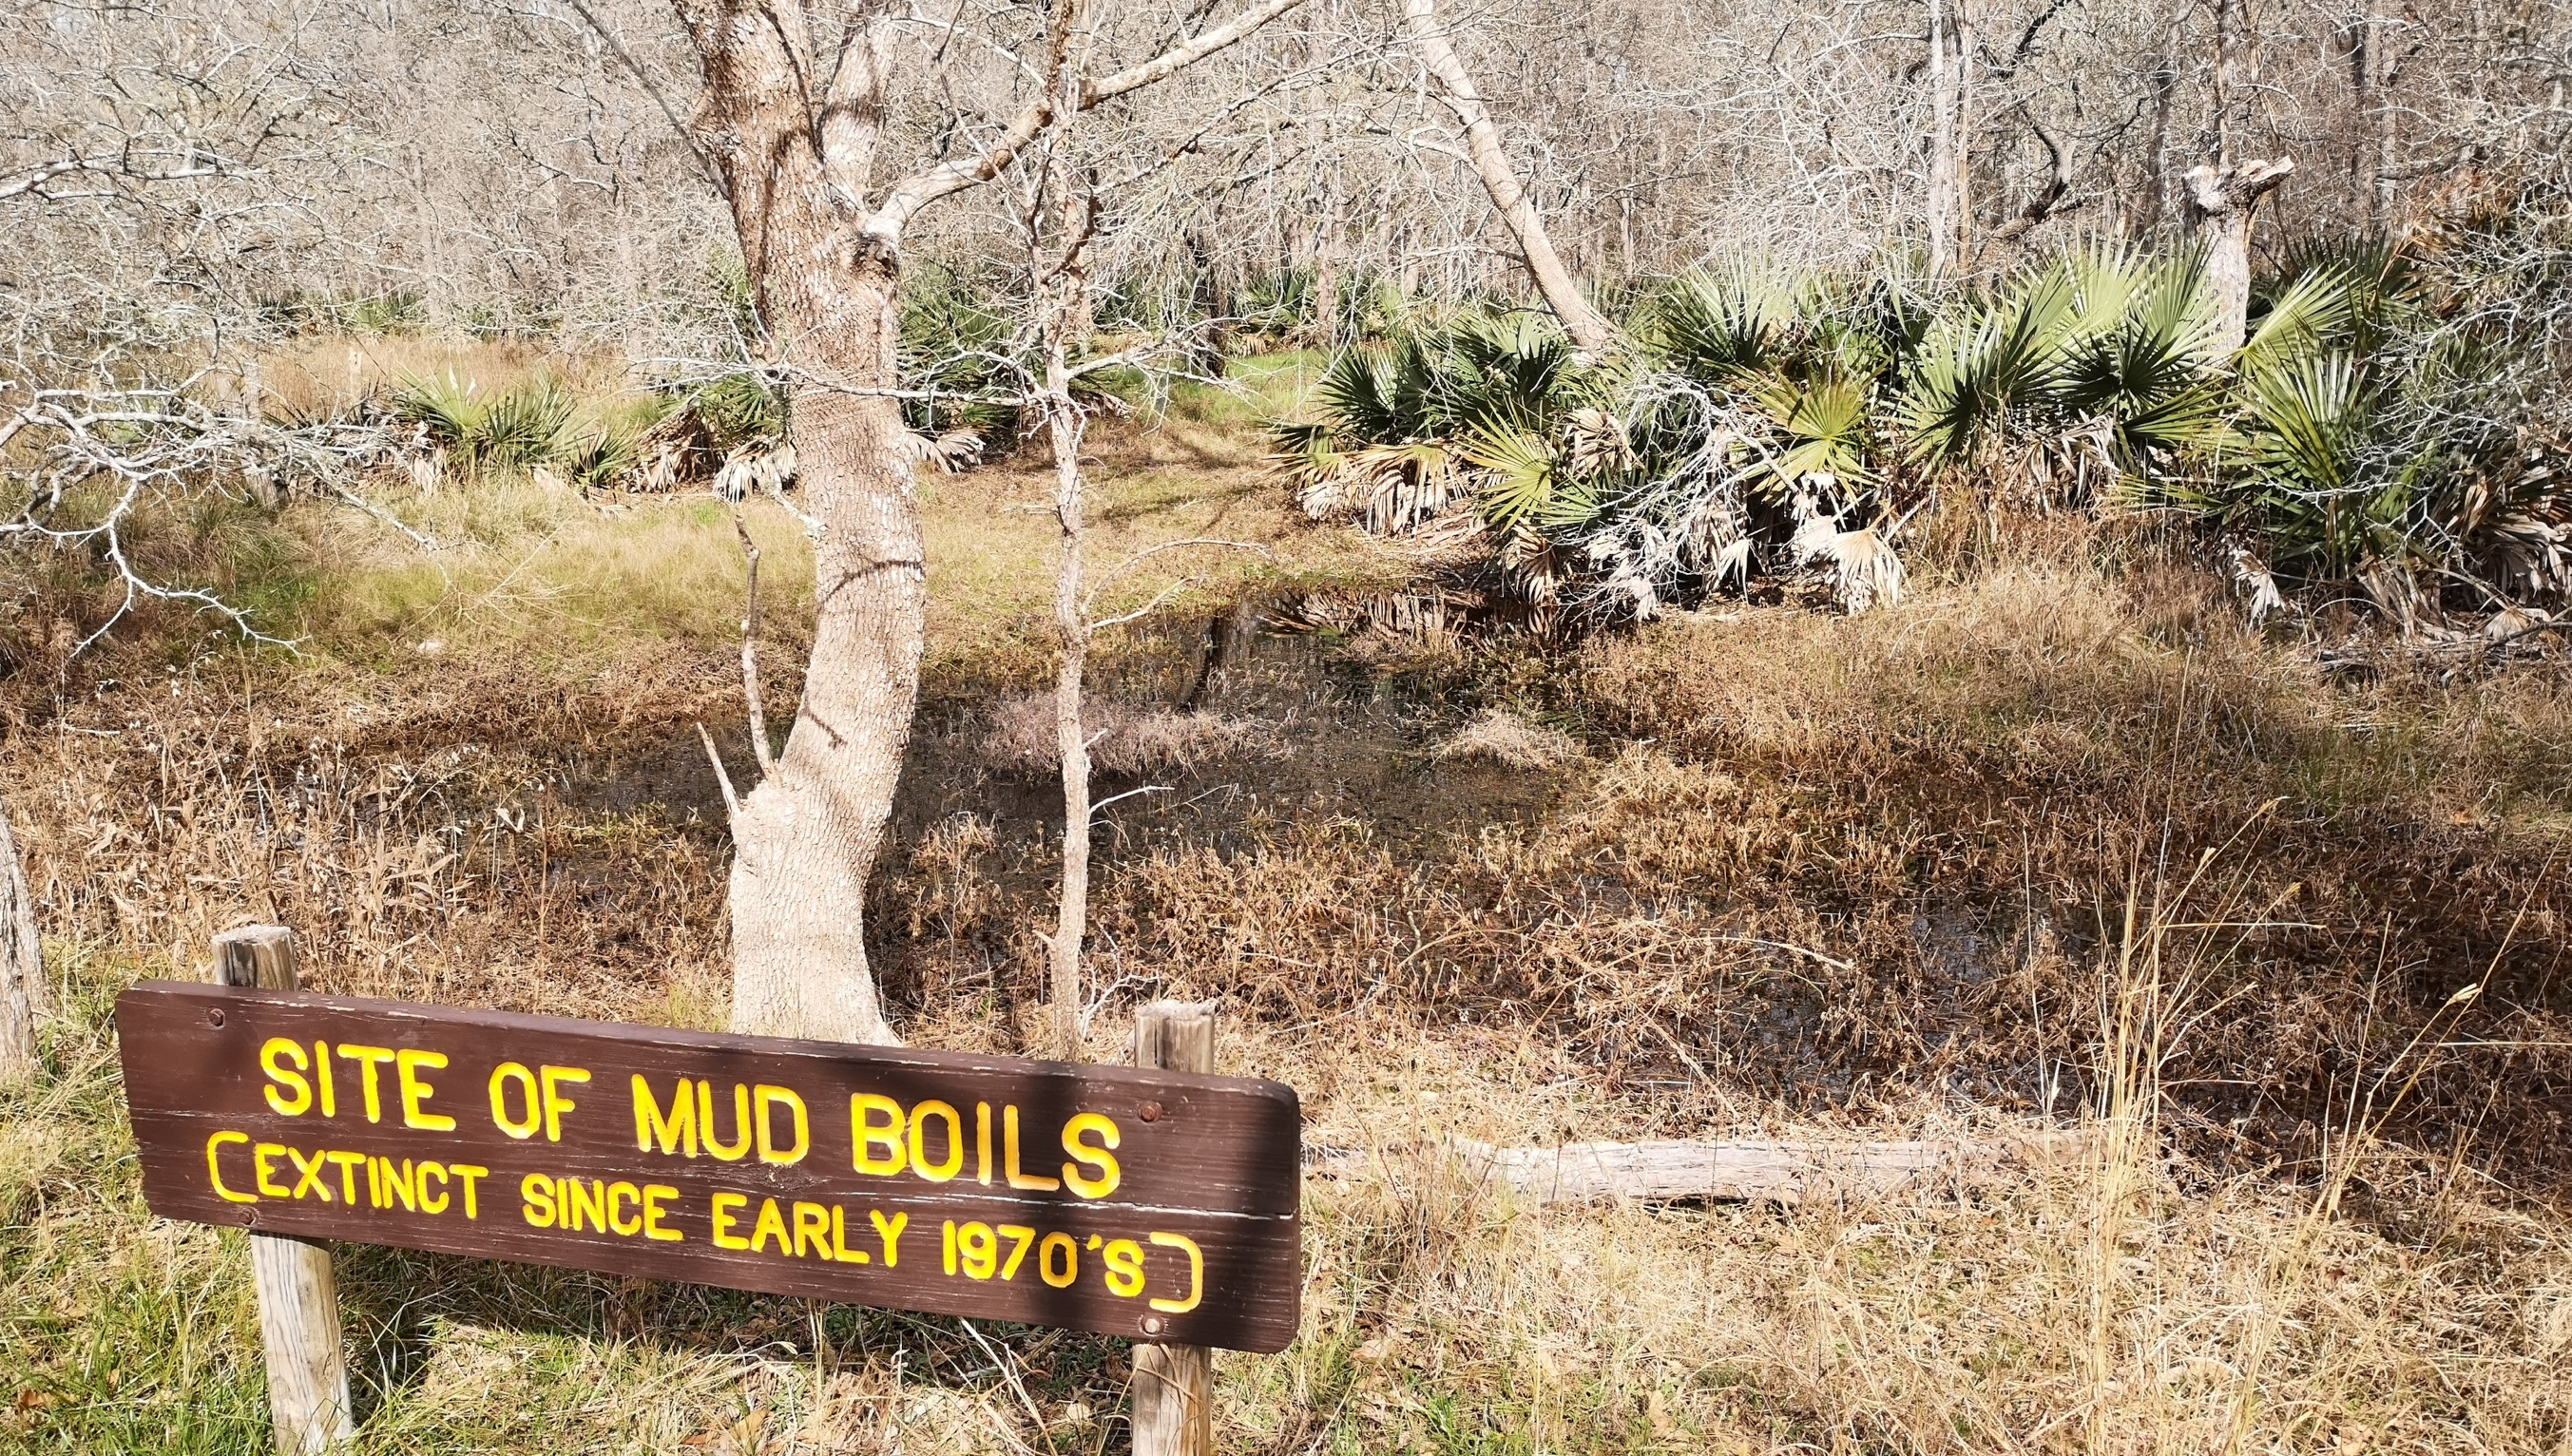 SITE OF MUD BOILS
(EXTINCT SINCE EARLY 1970'S)